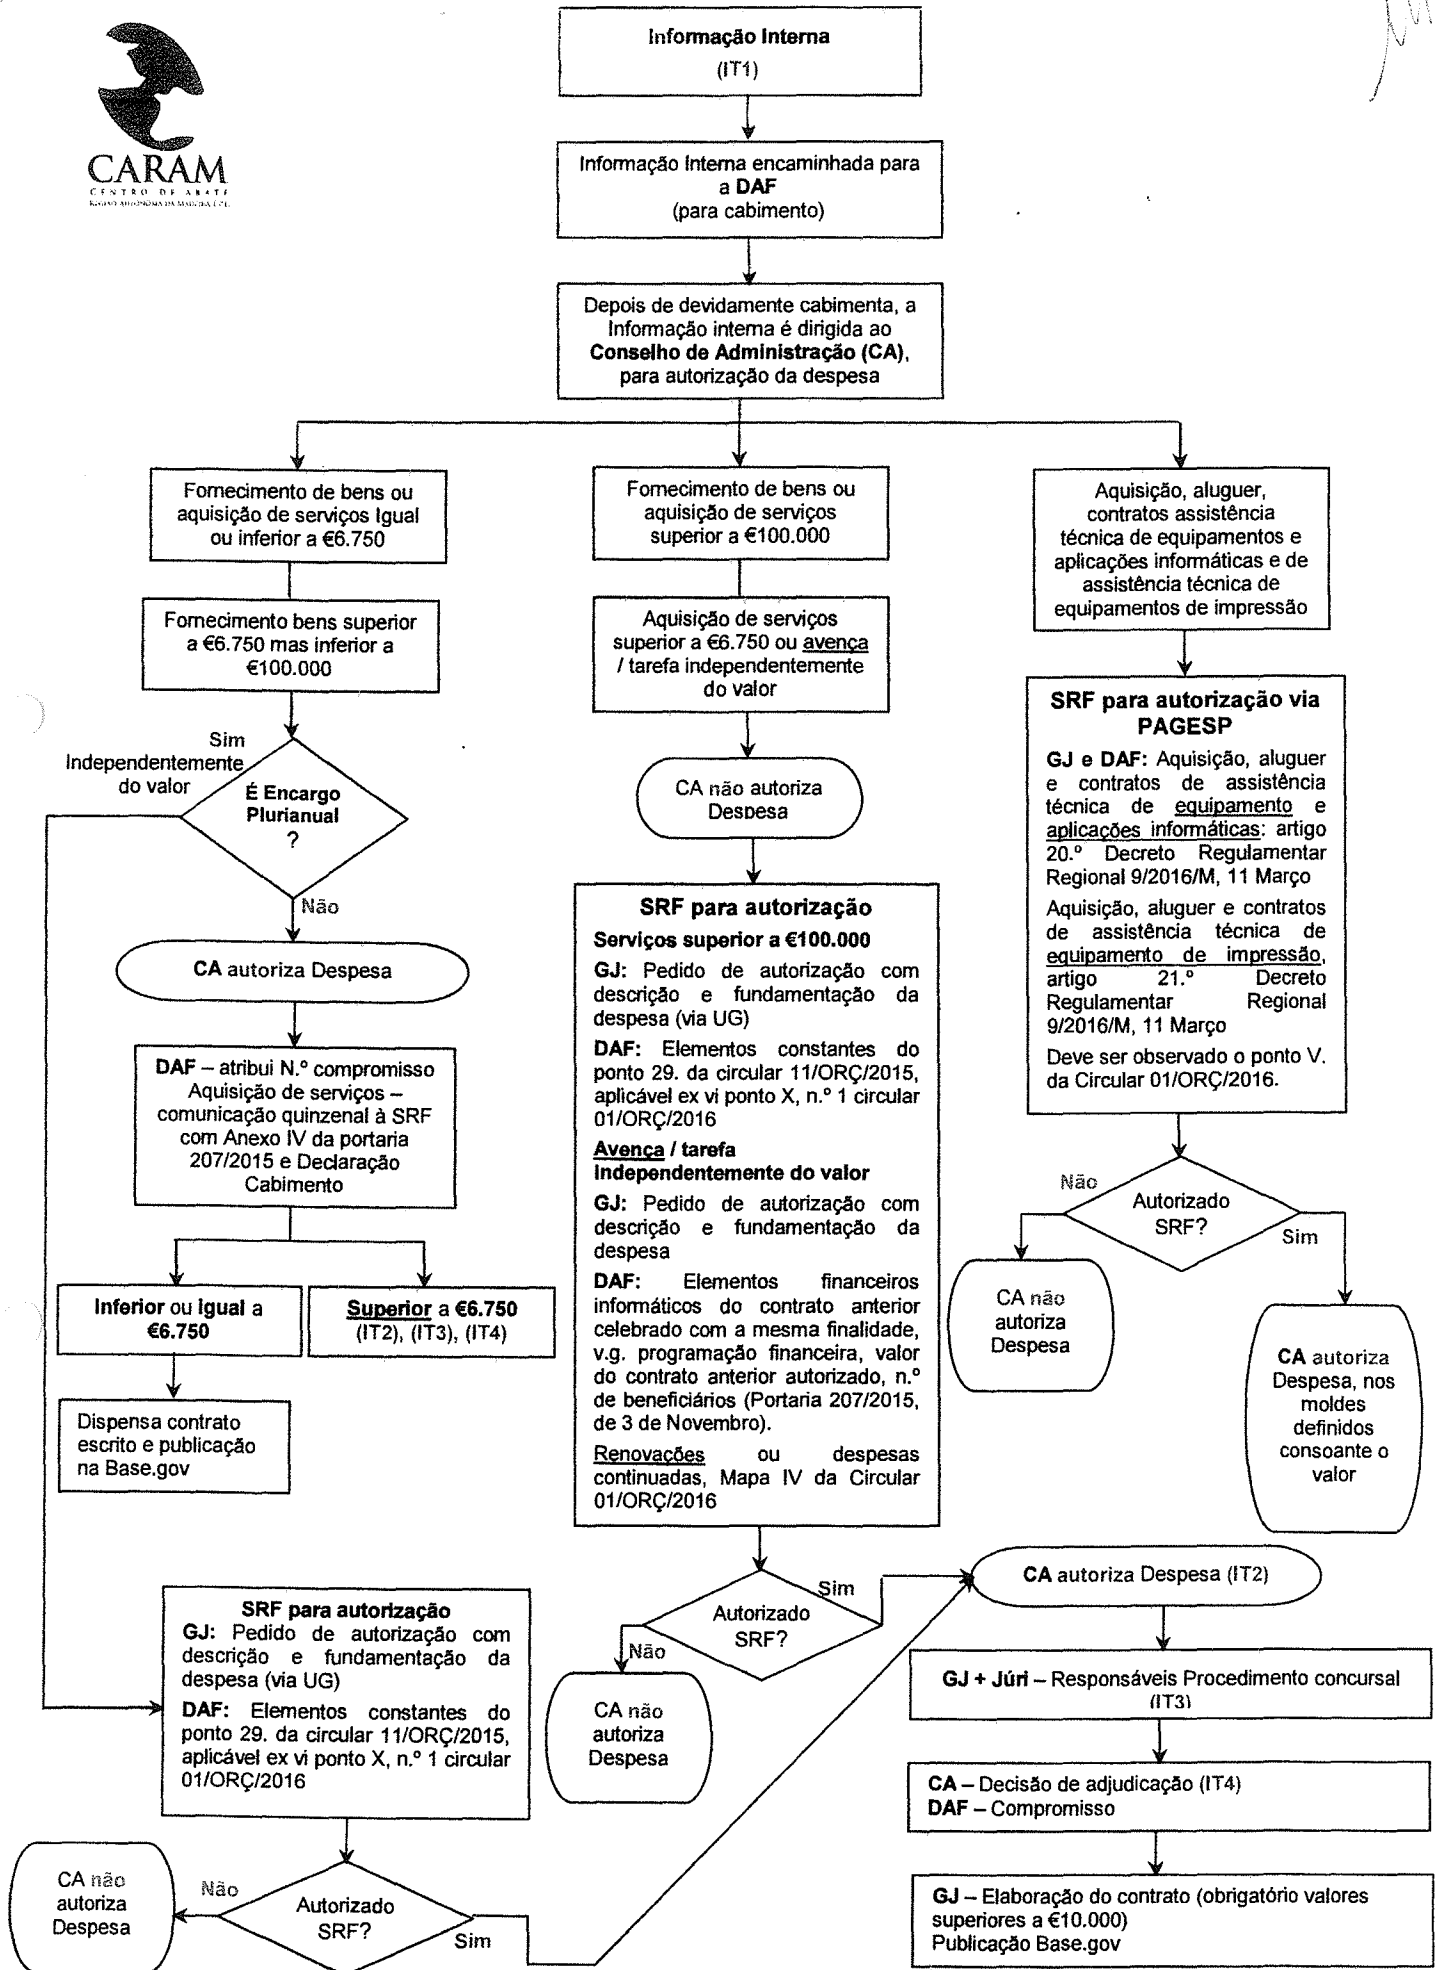 CARAM
CENTRO DE ABATE
REGIÃO AUTÓNOMA DA MADEIRA E.P.E.
Informação Interna
(IT1)
Informação Interna encaminhada para
a DAF
(para cabimento)
Depois de devidamente cabimenta, a
Informação interna é dirigida ao
Conselho de Administração (CA),
para autorização da despesa
Fornecimento de bens ou
aquisição de serviços Igual
ou inferior a €6.750
Fornecimento bens superior
a €6.750 mas inferior a
€100.000
Sim
Independentemente
do valor
É Encargo
Plurianual
?
Não
CA autoriza Despesa
DAF – atribui N.º compromisso
Aquisição de serviços –
comunicação quinzenal à SRF
com Anexo IV da portaria
207/2015 e Declaração
Cabimento
Inferior ou Igual a
€6.750
Superior a €6.750
(IT2), (IT3), (IT4)
Dispensa contrato
escrito e publicação
na Base.gov
SRF para autorização
GJ: Pedido de autorização com
descrição e fundamentação da
despesa (via UG)
DAF: Elementos constantes do
ponto 29. da circular 11/ORÇ/2015,
aplicável ex vi ponto X, n.º 1 circular
01/ORÇ/2016
Autorizado
SRF?
Não
CA não
autoriza
Despesa
Sim
Fornecimento de bens ou
aquisição de serviços
superior a €100.000
Aquisição de serviços
superior a €6.750 ou avença
/ tarefa independentemente
do valor
CA não autoriza
Despesa
SRF para autorização
Serviços superior a €100.000
GJ: Pedido de autorização com
descrição e fundamentação da
despesa (via UG)
DAF: Elementos constantes do
ponto 29. da circular 11/ORÇ/2015,
aplicável ex vi ponto X, n.º 1 circular
01/ORÇ/2016
Avença / tarefa
Independentemente do valor
GJ: Pedido de autorização com
descrição e fundamentação da
despesa
DAF: Elementos financeiros
informáticos do contrato anterior
celebrado com a mesma finalidade,
v.g. programação financeira, valor
do contrato anterior autorizado, n.º
de beneficiários (Portaria 207/2015,
de 3 de Novembro).
Renovações ou despesas
continuadas, Mapa IV da Circular
01/ORÇ/2016
Autorizado
SRF?
Sim
Não
CA não
autoriza
Despesa
Aquisição, aluguer,
contratos assistência
técnica de equipamentos e
aplicações informáticas e de
assistência técnica de
equipamentos de impressão
SRF para autorização via
PAGESP
GJ e DAF: Aquisição, aluguer
e contratos de assistência
técnica de equipamento e
aplicações informáticas: artigo
20.º Decreto Regulamentar
Regional 9/2016/M, 11 Março
Aquisição, aluguer e contratos
de assistência técnica de
equipamento de impressão,
artigo 21.º Decreto
Regulamentar Regional
9/2016/M, 11 Março
Deve ser observado o ponto V.
da Circular 01/ORÇ/2016.
Não
Autorizado
SRF?
Sim
CA não
autoriza
Despesa
CA autoriza
Despesa, nos
moldes
definidos
consoante o
valor
CA autoriza Despesa (IT2)
GJ + Júri – Responsáveis Procedimento concursal
(IT3)
CA – Decisão de adjudicação (IT4)
DAF – Compromisso
GJ – Elaboração do contrato (obrigatório valores
superiores a €10.000)
Publicação Base.gov